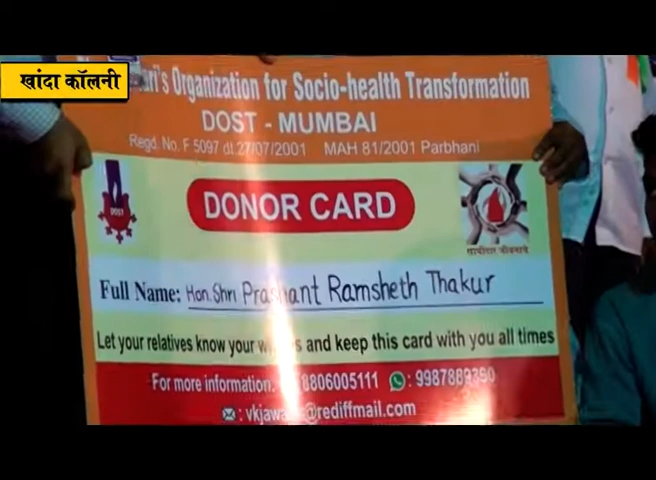 खांदा कॉलनी
Organization for Socio-health Transformation
DOST - MUMBAI
Regd. No. F 5097 dt.27/07/2001 MAH 81/2001 Parbhani
DOST
DONOR CARD
Full Name: Hon.Shri Prashant Ramsheth Thakur
Let your relatives know your and keep this card with you all times
For more information: 8806005111
@rediffmail.com